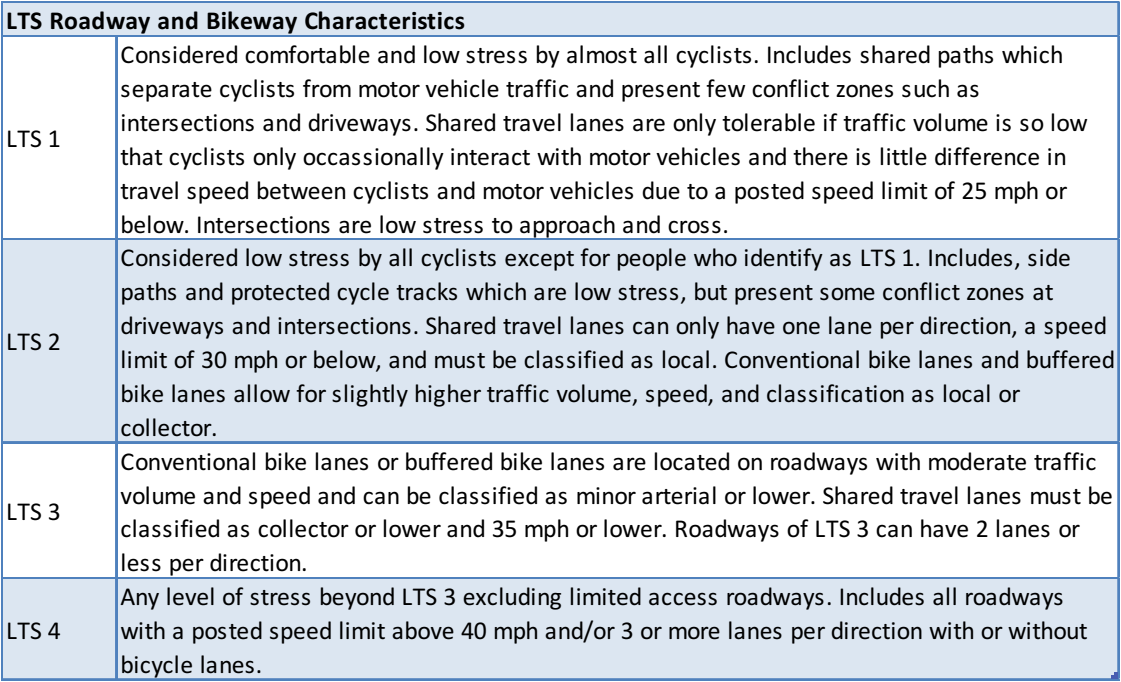 LTS Roadway and Bikeway Characteristics
LTS 1
Considered comfortable and low stress by almost all cyclists. Includes shared paths which
separate cyclists from motor vehicle traffic and present few conflict zones such as
intersections and driveways. Shared travel lanes are only tolerable if traffic volume is so low
that cyclists only occassionally interact with motor vehicles and there is little difference in
travel speed between cyclists and motor vehicles due to a posted speed limit of 25 mph or
below. Intersections are low stress to approach and cross.
LTS 2
Considered low stress by all cyclists except for people who identify as LTS 1. Includes, side
paths and protected cycle tracks which are low stress, but present some conflict zones at
driveways and intersections. Shared travel lanes can only have one lane per direction, a speed
limit of 30 mph or below, and must be classified as local. Conventional bike lanes and buffered
bike lanes allow for slightly higher traffic volume, speed, and classification as local or
collector.
LTS 3
Conventional bike lanes or buffered bike lanes are located on roadways with moderate traffic
volume and speed and can be classified as minor arterial or lower. Shared travel lanes must be
classified as collector or lower and 35 mph or lower. Roadways of LTS 3 can have 2 lanes or
less per direction.
LTS 4
Any level of stress beyond LTS 3 excluding limited access roadways. Includes all roadways
with a posted speed limit above 40 mph and/or 3 or more lanes per direction with or without
bicycle lanes.